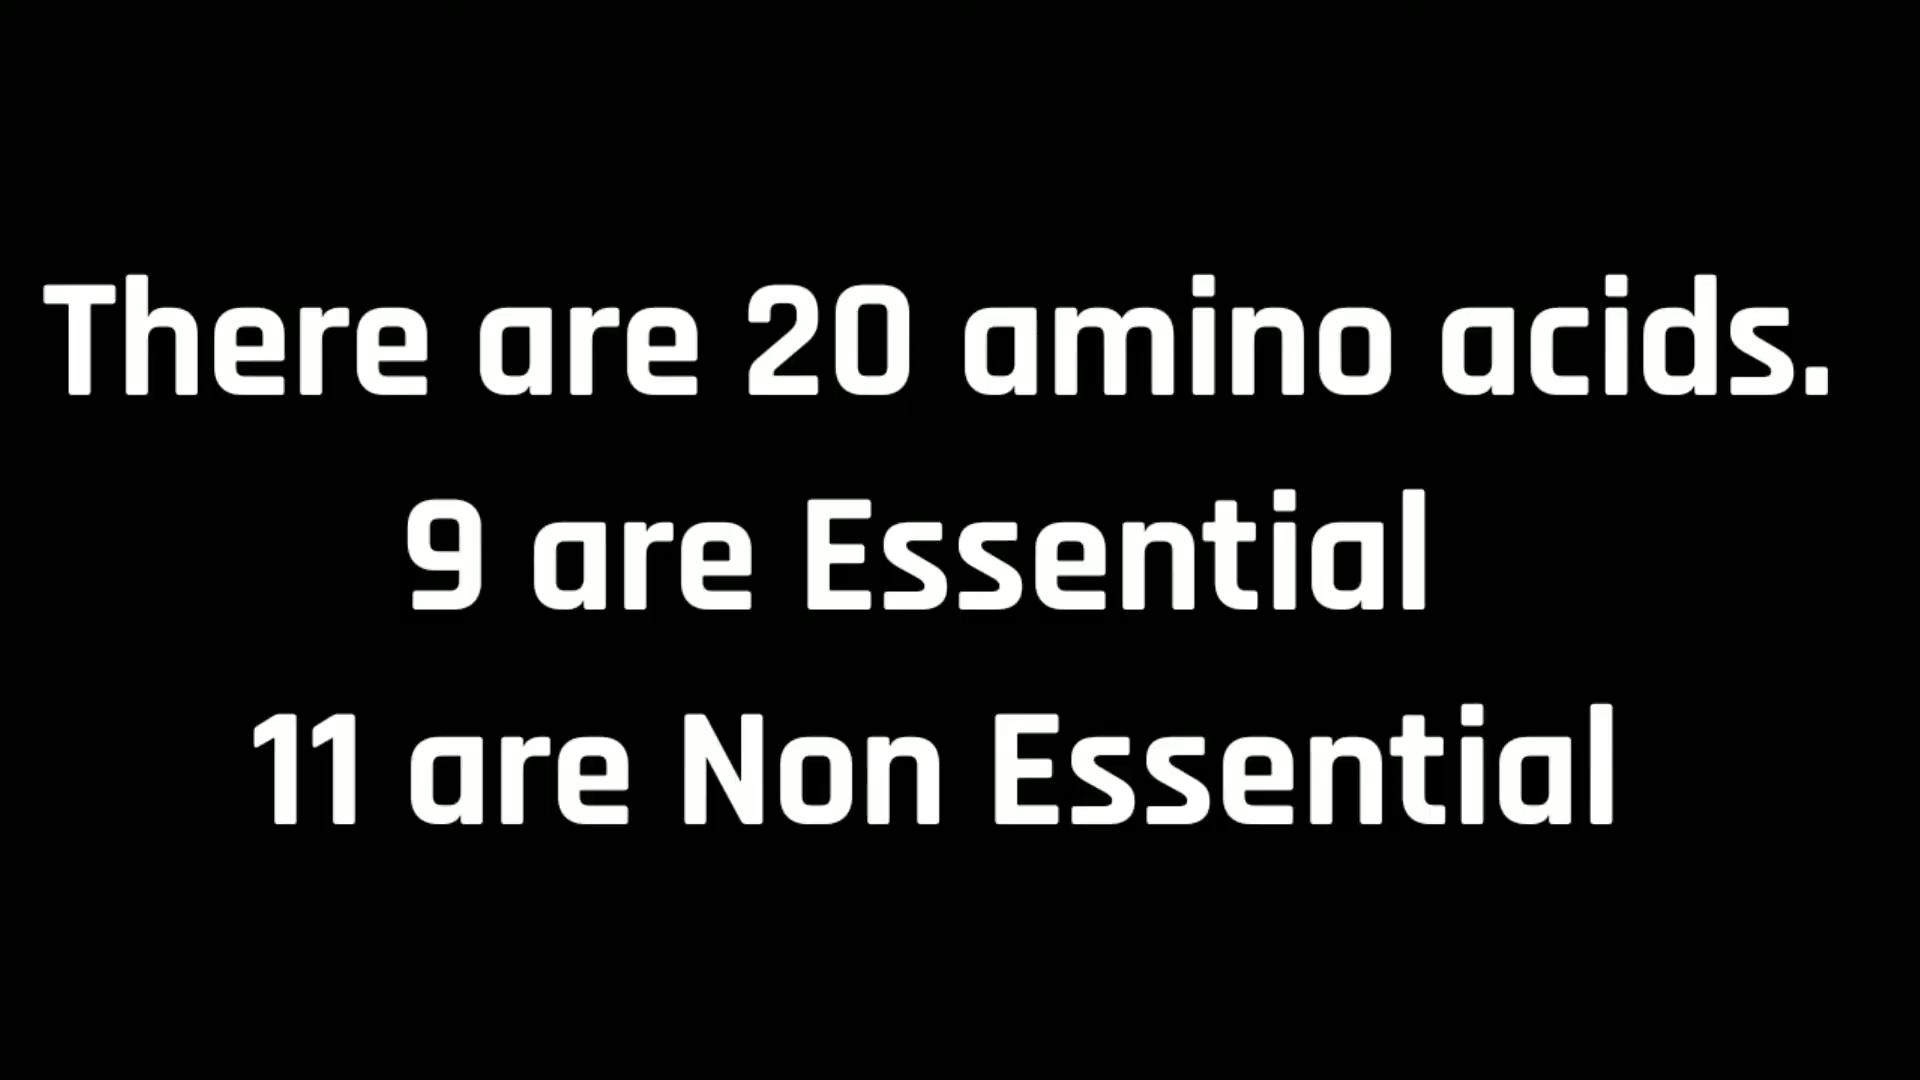 There are 20 amino acids.
9 are Essential
11 are Non Essential